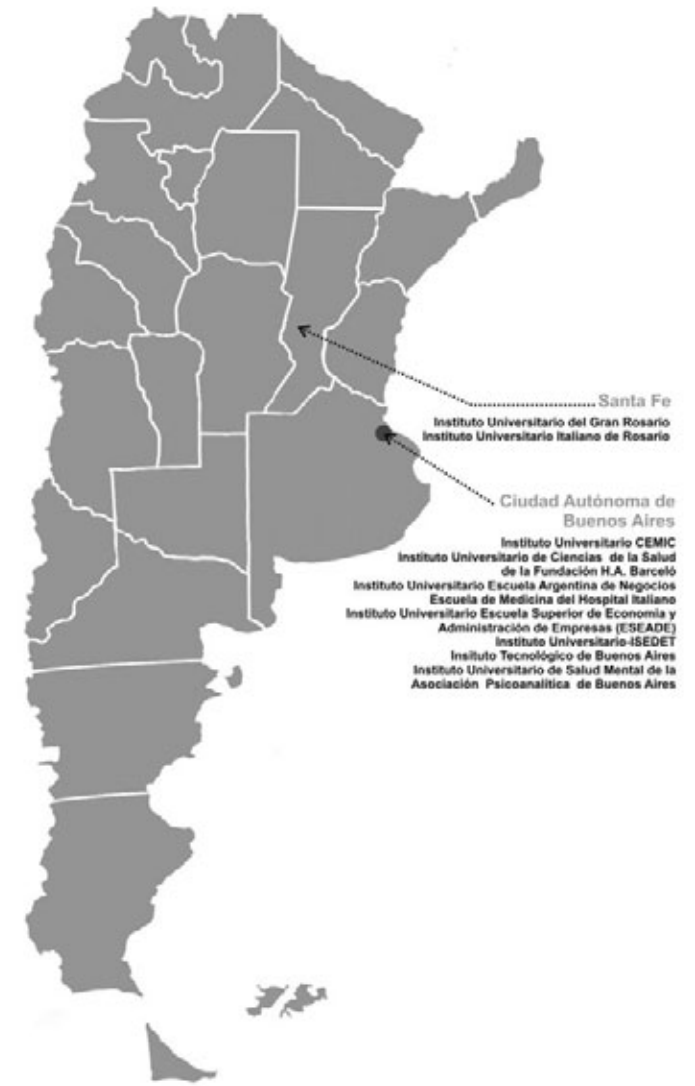 Santa Fe
Instituto Universitario del Gran Rosario
Instituto Universitario Italiano de Rosario
Ciudad Autónoma de
Buenos Aires
Instituto Universitario CEMIC
Instituto Universitario de Ciencias de la Salud
de la Fundación H.A. Barceló
Instituto Universitario Escuela Argentina de Negocios
Escuela de Medicina del Hospital Italiano
Instituto Universitario Escuela Superior de Economía y
Administración de Empresas (ESEADE)
Instituto Universitario-ISEDET
Insituto Tecnológico de Buenos Aires
Instituto Universitario de Salud Mental de la
Asociación Psicoanalítica de Buenos Aires